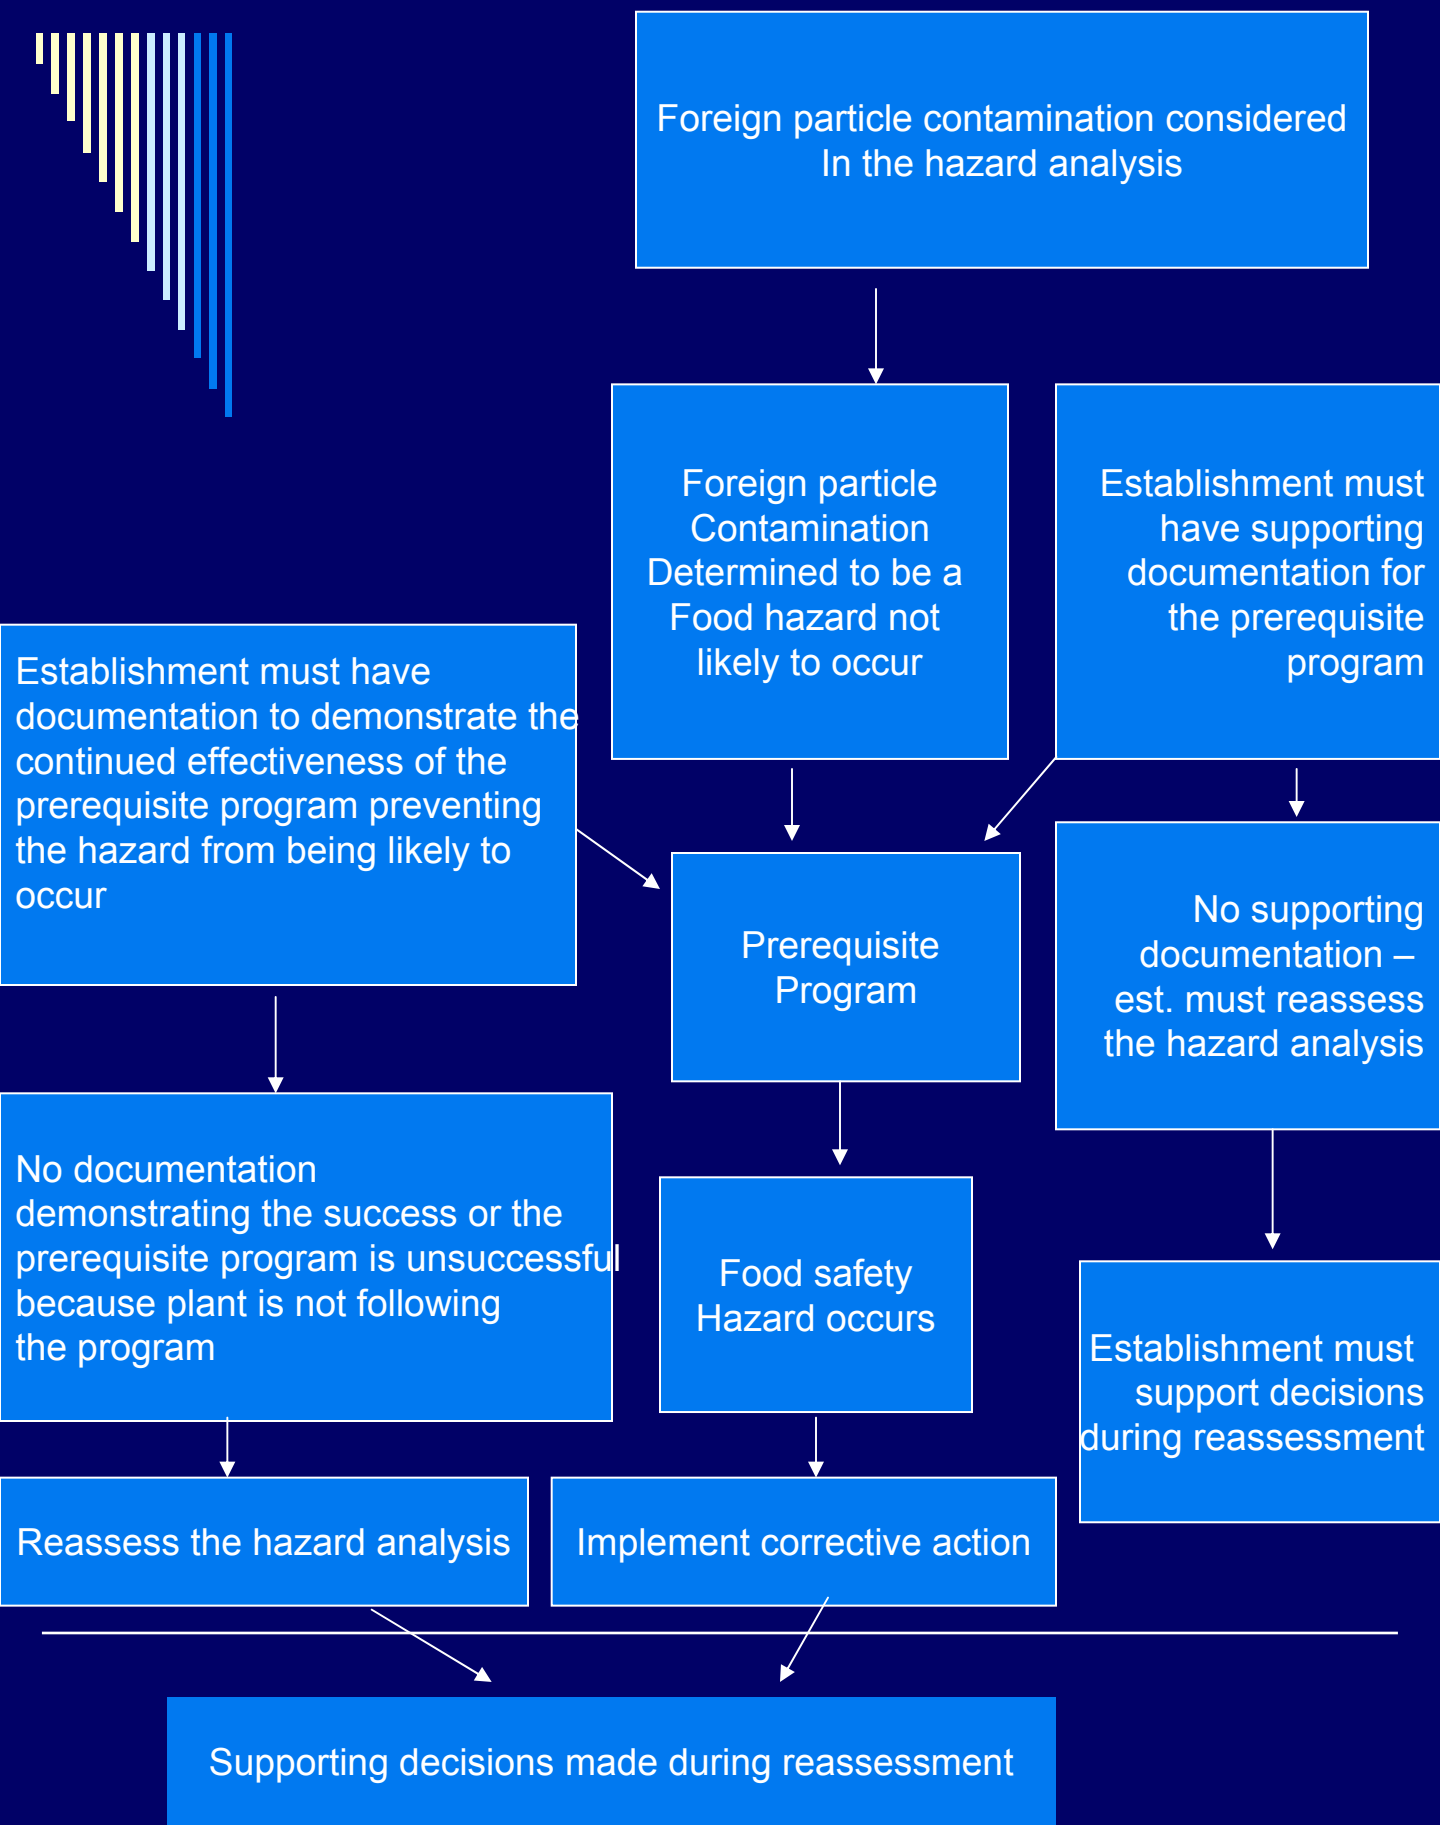 Foreign particle contamination considered
In the hazard analysis
Foreign particle
Contamination
Determined to be a
Food hazard not
likely to occur
Establishment must
have supporting
documentation for
the prerequisite
program
Establishment must have
documentation to demonstrate the
continued effectiveness of the
prerequisite program preventing
the hazard from being likely to
occur
Prerequisite
Program
No supporting
documentation –
est. must reassess
the hazard analysis
No documentation
demonstrating the success or the
prerequisite program is unsuccessful
because plant is not following
the program
Food safety
Hazard occurs
Establishment must
support decisions
during reassessment
Reassess the hazard analysis
Implement corrective action
Supporting decisions made during reassessment